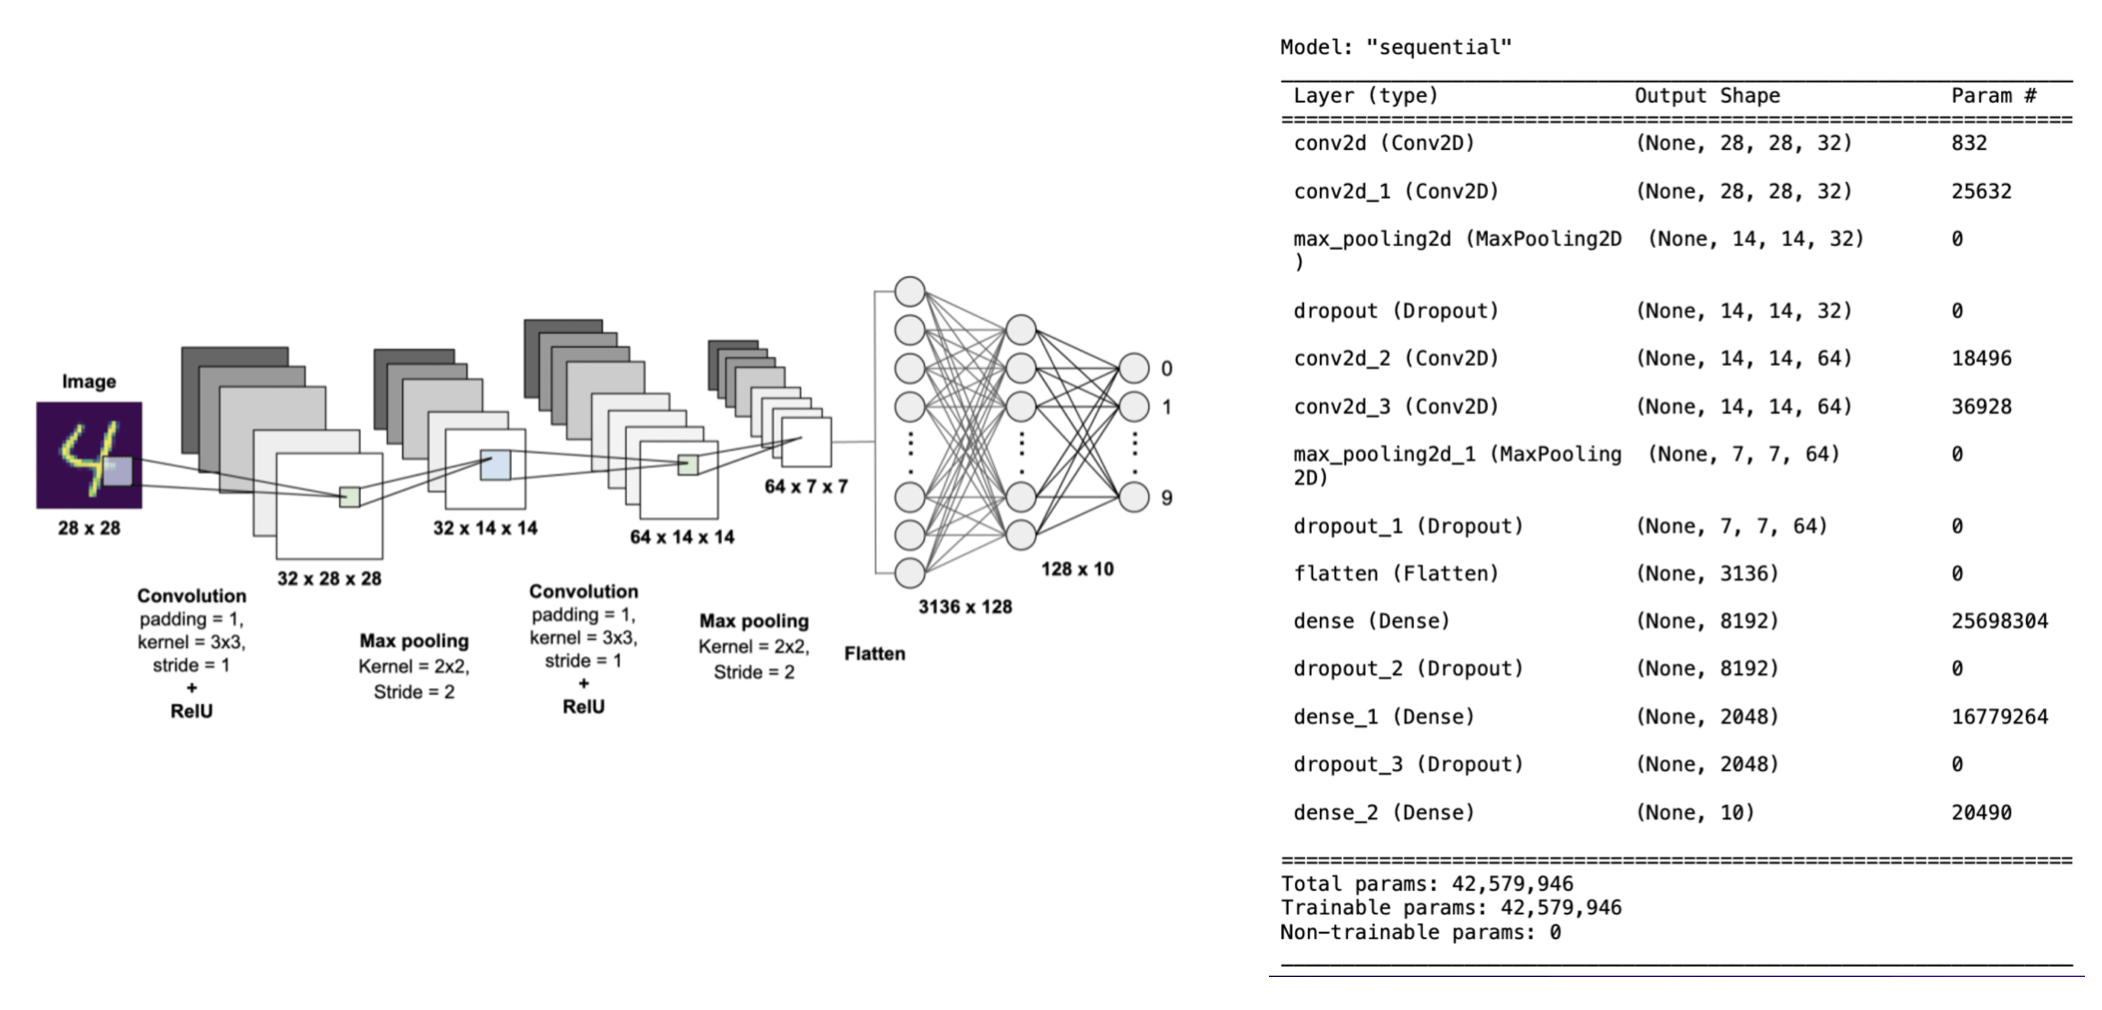 Image
28 x 28
32 x 28 x 28
Convolution
padding = 1,
kernel = 3x3,
stride = 1
+
RelU
32 x 14 x 14
Max pooling
Kernel = 2x2,
Stride = 2
64 x 14 x 14
Convolution
padding = 1,
kernel = 3x3,
stride = 1
+
RelU
64 x 7 x 7
Max pooling
Kernel = 2x2,
Stride = 2
Flatten
3136 x 128
128 x 10
0
1
9
Model: "sequential"
Layer (type) Output Shape Param #
=================================================================
conv2d (Conv2D) (None, 28, 28, 32) 832
conv2d_1 (Conv2D) (None, 28, 28, 32) 25632
max_pooling2d (MaxPooling2D (None, 14, 14, 32) 0
)
dropout (Dropout) (None, 14, 14, 32) 0
conv2d_2 (Conv2D) (None, 14, 14, 64) 18496
conv2d_3 (Conv2D) (None, 14, 14, 64) 36928
max_pooling2d_1 (MaxPooling (None, 7, 7, 64) 0
2D)
dropout_1 (Dropout) (None, 7, 7, 64) 0
flatten (Flatten) (None, 3136) 0
dense (Dense) (None, 8192) 25698304
dropout_2 (Dropout) (None, 8192) 0
dense_1 (Dense) (None, 2048) 16779264
dropout_3 (Dropout) (None, 2048) 0
dense_2 (Dense) (None, 10) 20490
=================================================================
Total params: 42,579,946
Trainable params: 42,579,946
Non-trainable params: 0